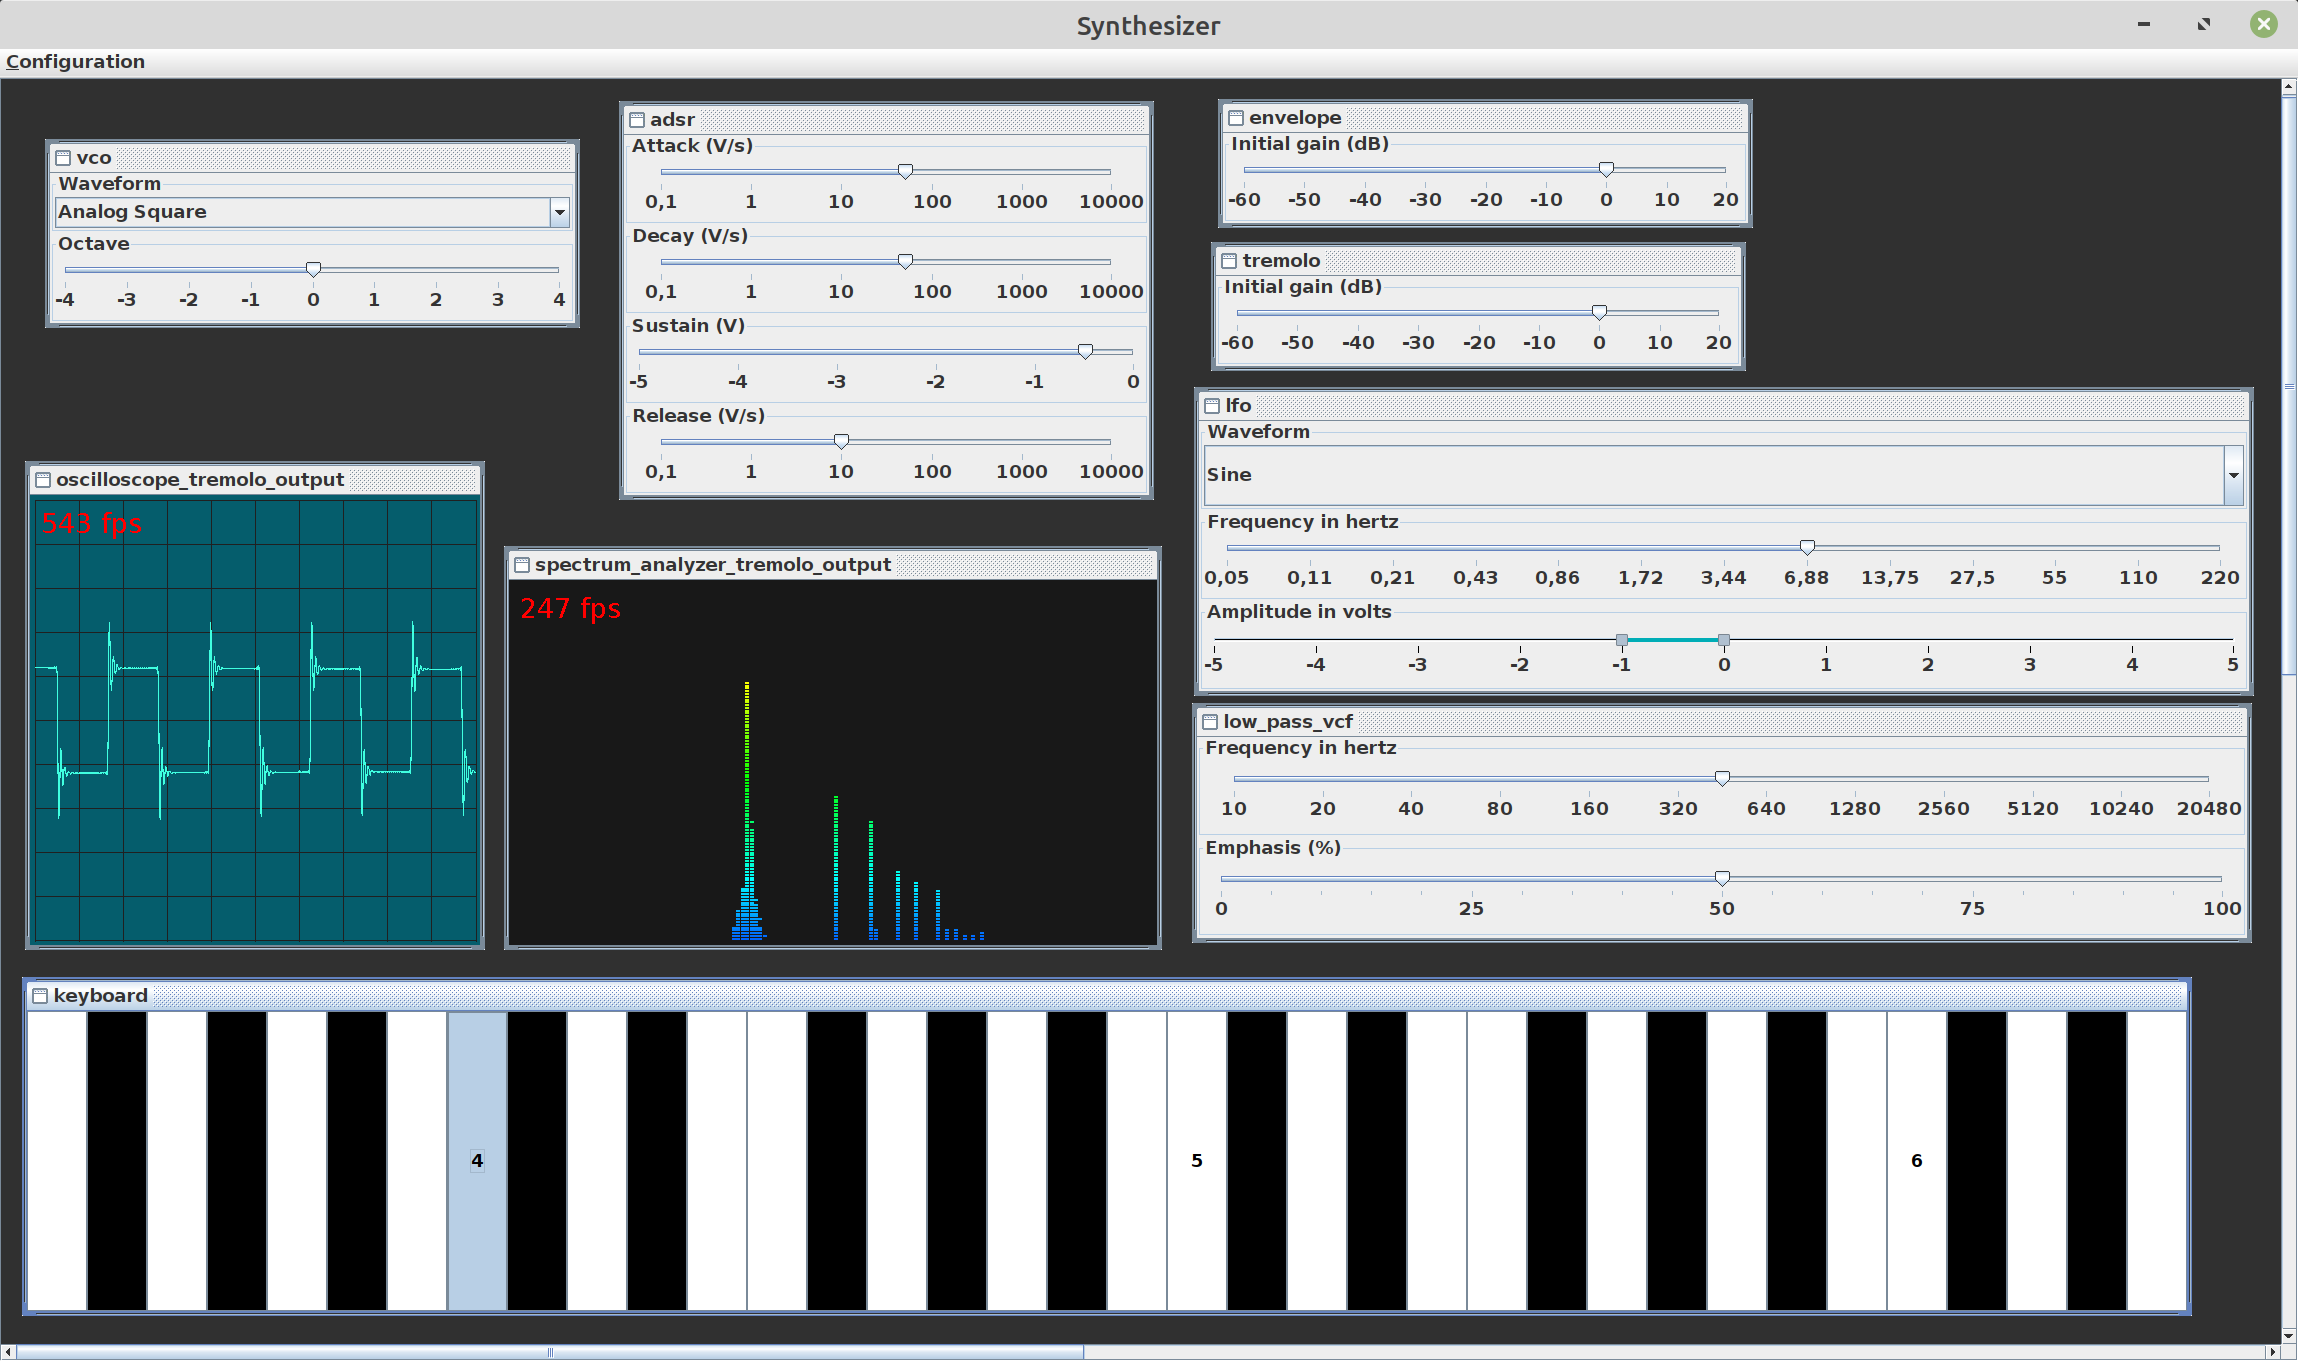 Synthesizer
Configuration
vco
Waveform
Analog Square
Octave
-4 -3 -2 -1 0 1 2 3 4
adsr
Attack (V/s)
0,1 1 10 100 1000 10000
Decay (V/s)
0,1 1 10 100 1000 10000
Sustain (V)
-5 -4 -3 -2 -1 0
Release (V/s)
0,1 1 10 100 1000 10000
envelope
Initial gain (dB)
-60 -50 -40 -30 -20 -10 0 10 20
tremolo
Initial gain (dB)
-60 -50 -40 -30 -20 -10 0 10 20
lfo
Waveform
Sine
Frequency in hertz
0,05 0,11 0,21 0,43 0,86 1,72 3,44 6,88 13,75 27,5 55 110 220
Amplitude in volts
-5 -4 -3 -2 -1 0 1 2 3 4 5
oscilloscope_tremolo_output
543 fps
spectrum_analyzer_tremolo_output
247 fps
low_pass_vcf
Frequency in hertz
10 20 40 80 160 320 640 1280 2560 5120 10240 20480
Emphasis (%)
0 25 50 75 100
keyboard
4 5 6